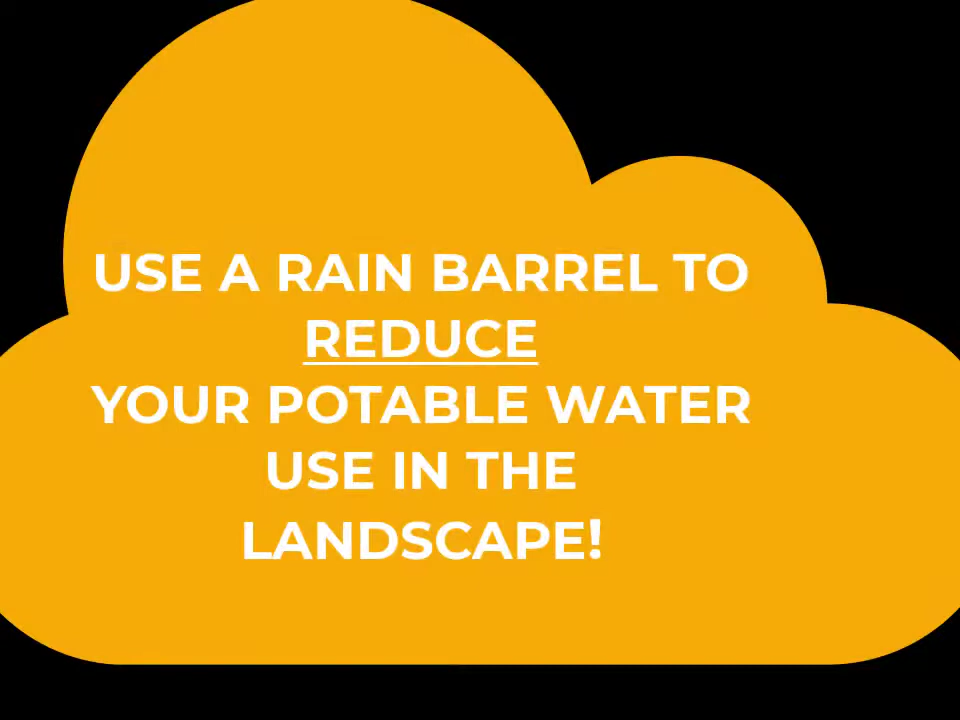 USE A RAIN BARREL TO
REDUCE
YOUR POTABLE WATER
USE IN THE
LANDSCAPE!